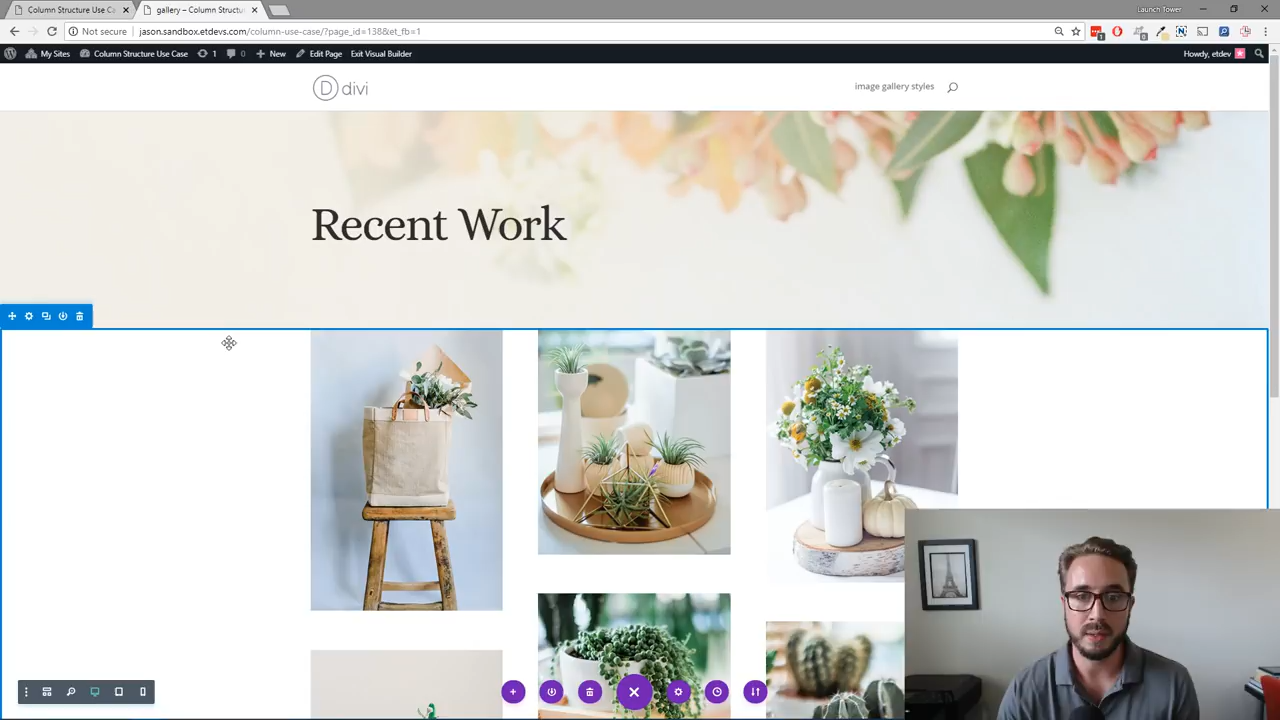 Column Structure Use Ca
gallery – Column Structu
Launch Tower
Not secure
jason.sandbox.etdevs.com/column-use-case/?page_id=138&et_fb=1
My Sites
Column Structure Use Case
1
0
New
Edit Page
Exit Visual Builder
Howdy, etdev
D divi
image gallery styles
Recent Work